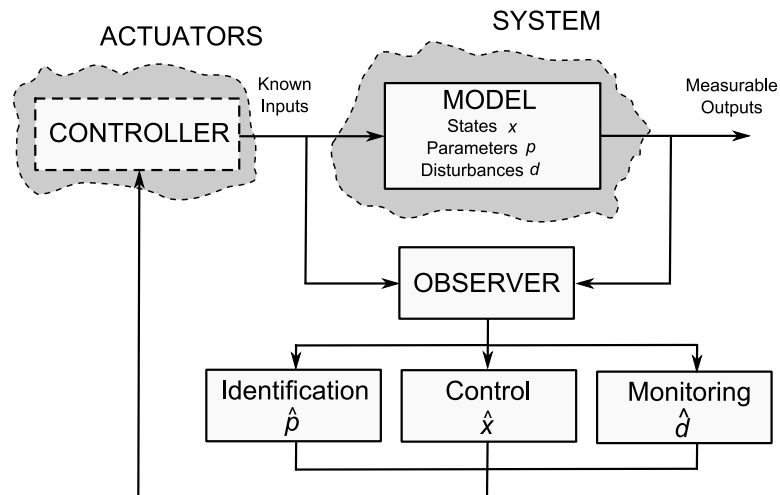 ACTUATORS
SYSTEM
Known
Inputs
Measurable
Outputs
CONTROLLER
MODEL
States x
Parameters p
Disturbances d
OBSERVER
Identification
p̂
Control
x̂
Monitoring
d̂